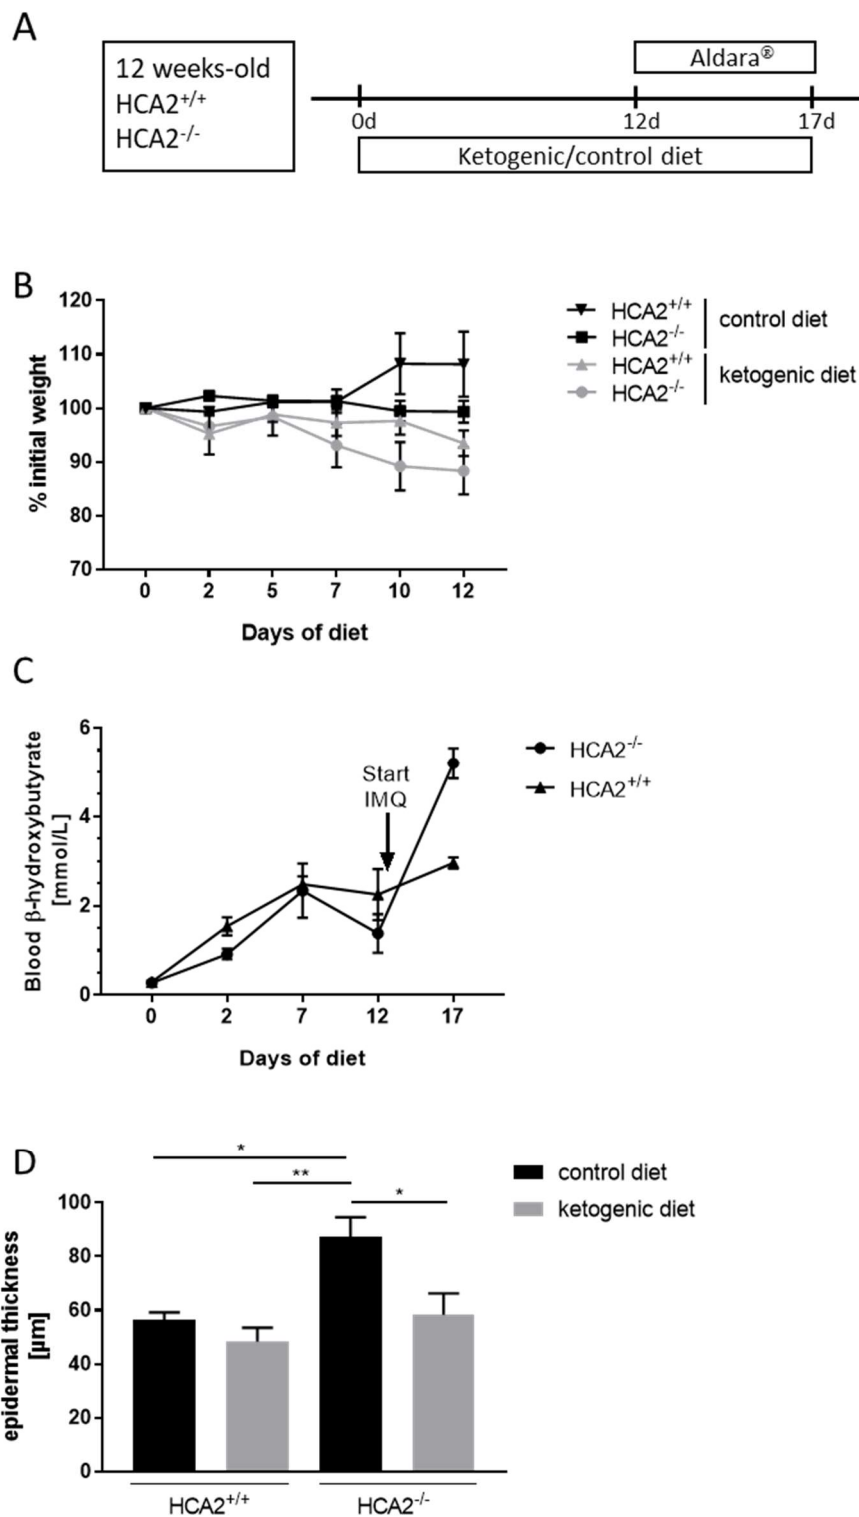 A
12 weeks-old
HCA2+/+
HCA2-/-
Aldara®
0d 12d 17d
Ketogenic/control diet
B
% initial weight
120
110
100
90
80
70
0 2 5 7 10 12
Days of diet
HCA2+/+
HCA2-/-
control diet
HCA2+/+
HCA2-/-
ketogenic diet
C
Blood β-hydroxybutyrate
[mmol/L]
6
4
2
0
Start
IMQ
0 2 7 12 17
Days of diet
HCA2-/-
HCA2+/+
D
epidermal thickness
[µm]
100
80
60
40
20
0
*
**
*
HCA2+/+ HCA2-/-
control diet
ketogenic diet